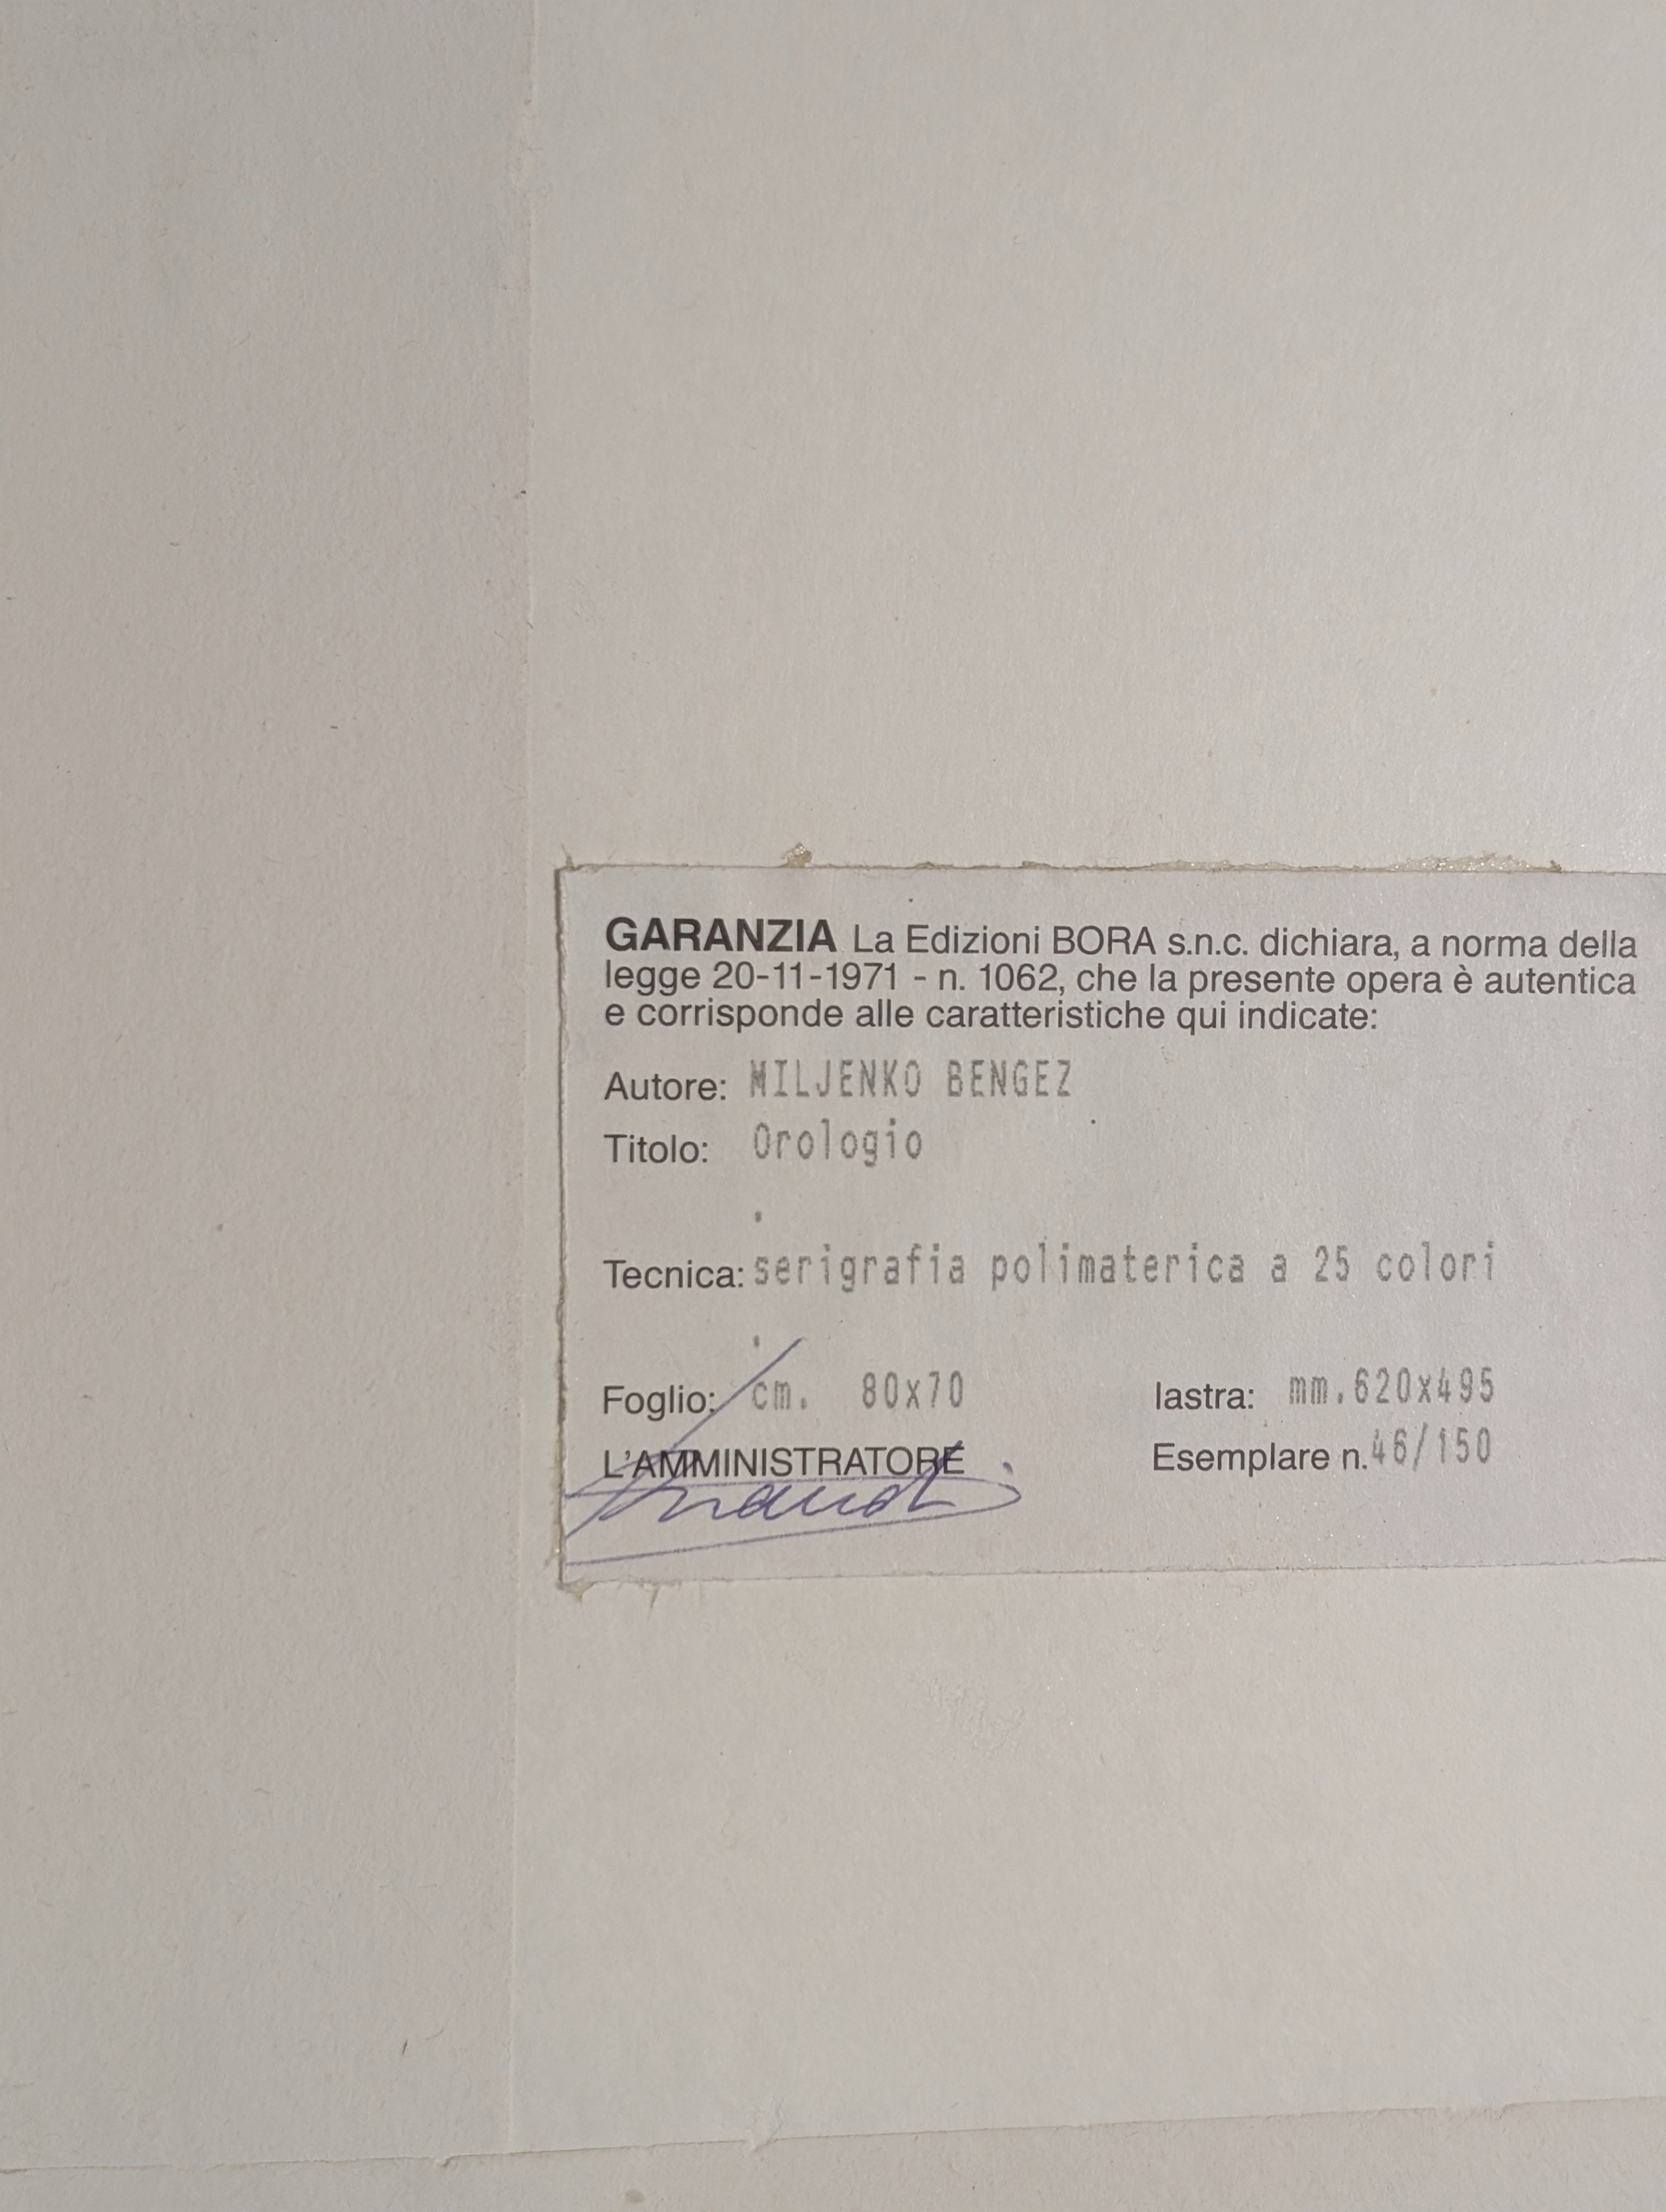 GARANZIA La Edizioni BORA s.n.c. dichiara, a norma della
legge 20-11-1971 - n. 1062, che la presente opera è autentica
e corrisponde alle caratteristiche qui indicate:
Autore: MILJENKO BENGEZ
Titolo: Orologio
.
Tecnica: serigrafia polimaterica a 25 colori
.
Foglio: cm. 80x70 lastra: mm.620x495
L'AMMINISTRATORE Esemplare n. 46/150